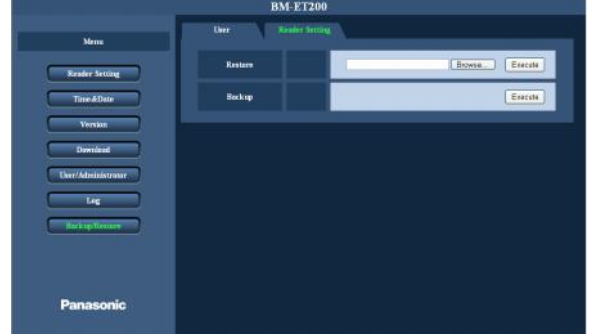 BM-ET200
User
Reader Setting
Menu
Reader Setting
Time&Date
Version
Download
User/Administrator
Log
Backup/Restore
Restore
Browse...
Execute
Backup
Execute
Panasonic